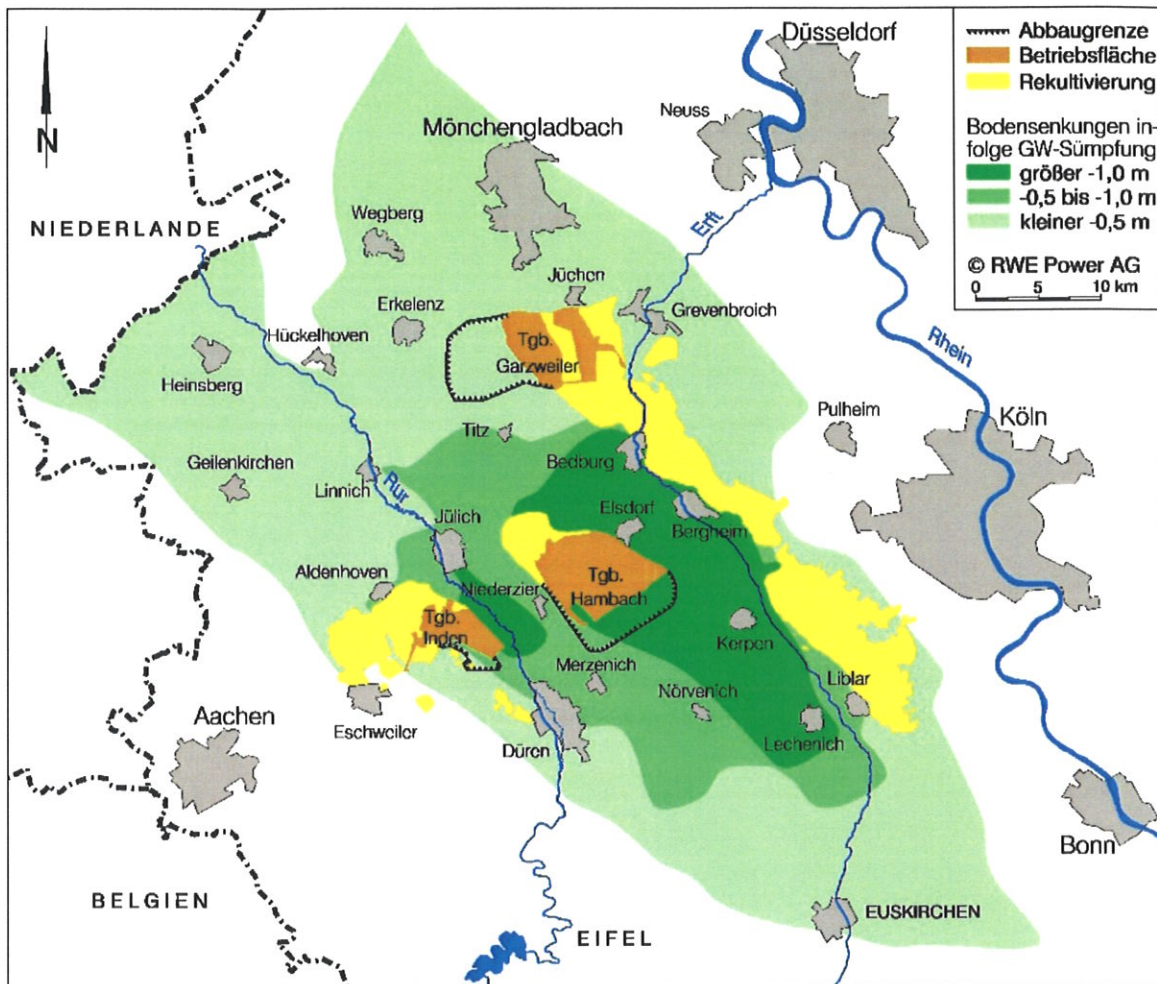 Abbaugrenze
Betriebsfläche
Rekultivierung
Bodensenkungen in-
folge GW-Sümpfung
größer -1,0 m
-0,5 bis -1,0 m
kleiner -0,5 m
© RWE Power AG
0 5 10 km
N
Düsseldorf
Neuss
Mönchengladbach
Wegberg
NIEDERLANDE
Erft
Jüchen
Grevenbroich
Erkelenz
Hückelhoven
Heinsberg
Tgb.
Garzweiler
Rhein
Köln
Pulheim
Titz
Bedburg
Geilenkirchen
Linnich
Rur
Jülich
Elsdorf
Bergheim
Aldenhoven
Niederzier
Tgb.
Hambach
Tgb.
Inden
Kerpen
Merzenich
Nörvenich
Liblar
Eschweiler
Aachen
Düren
Lechenich
Bonn
BELGIEN
EIFEL
EUSKIRCHEN